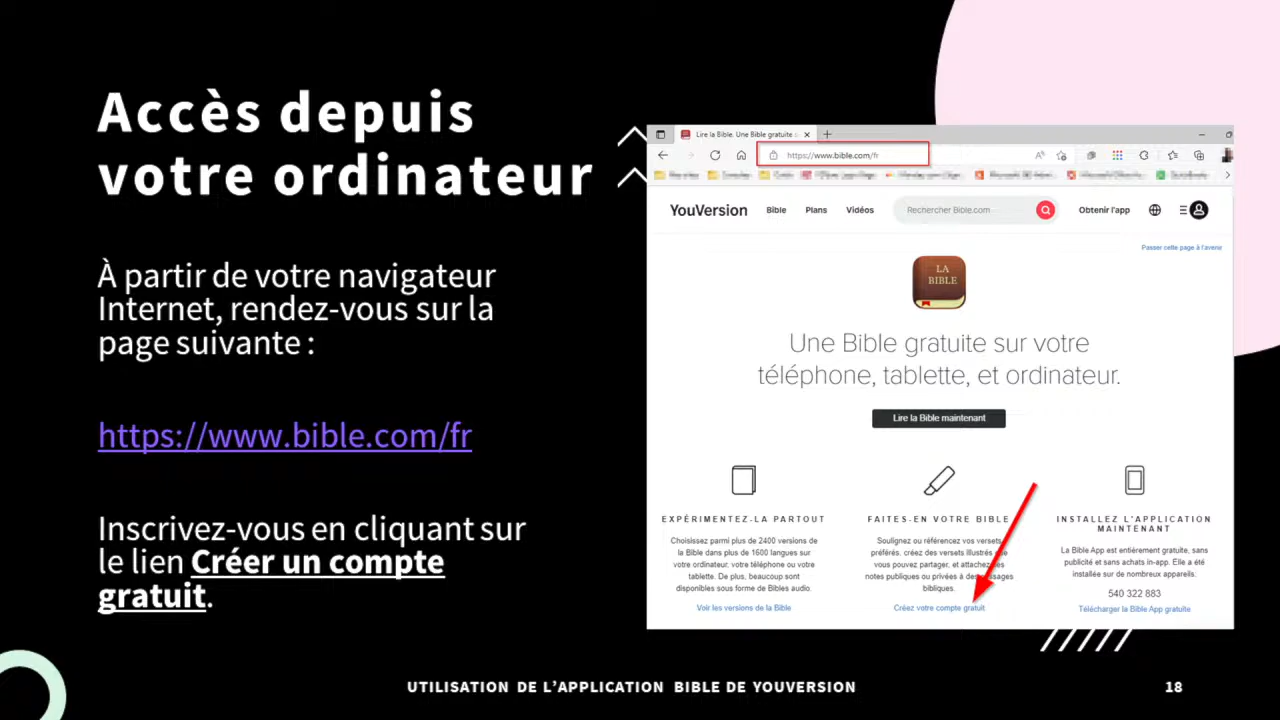 Accès depuis
votre ordinateur
À partir de votre navigateur
Internet, rendez-vous sur la
page suivante :
https://www.bible.com/fr
Inscrivez-vous en cliquant sur
le lien Créer un compte
gratuit.
Lire la Bible. Une Bible gratuite
https://www.bible.com/fr
YouVersion Bible Plans Vidéos Rechercher Bible.com Obtenir l'app
Passer cette page à l'avenir
LA
BIBLE
Une Bible gratuite sur votre
téléphone, tablette, et ordinateur.
Lire la Bible maintenant
EXPÉRIMENTEZ-LA PARTOUT
Choisissez parmi plus de 2400 versions de
la Bible dans plus de 1600 langues sur
votre ordinateur, votre téléphone ou votre
tablette. De plus, beaucoup sont
disponibles sous forme de Bibles audio.
Voir les versions de la Bible
FAITES-EN VOTRE BIBLE
Soulignez ou référencez vos versets
préférés, créez des versets illustrés que
vous pouvez partager, et attachez des
notes publiques ou privées à des passages
bibliques.
Créez votre compte gratuit
INSTALLEZ L'APPLICATION
MAINTENANT
La Bible App est entièrement gratuite, sans
publicité et sans achats in-app. Elle a été
installée sur de nombreux appareils.
540 322 883
Télécharger la Bible App gratuite
UTILISATION DE L'APPLICATION BIBLE DE YOUVERSION
18